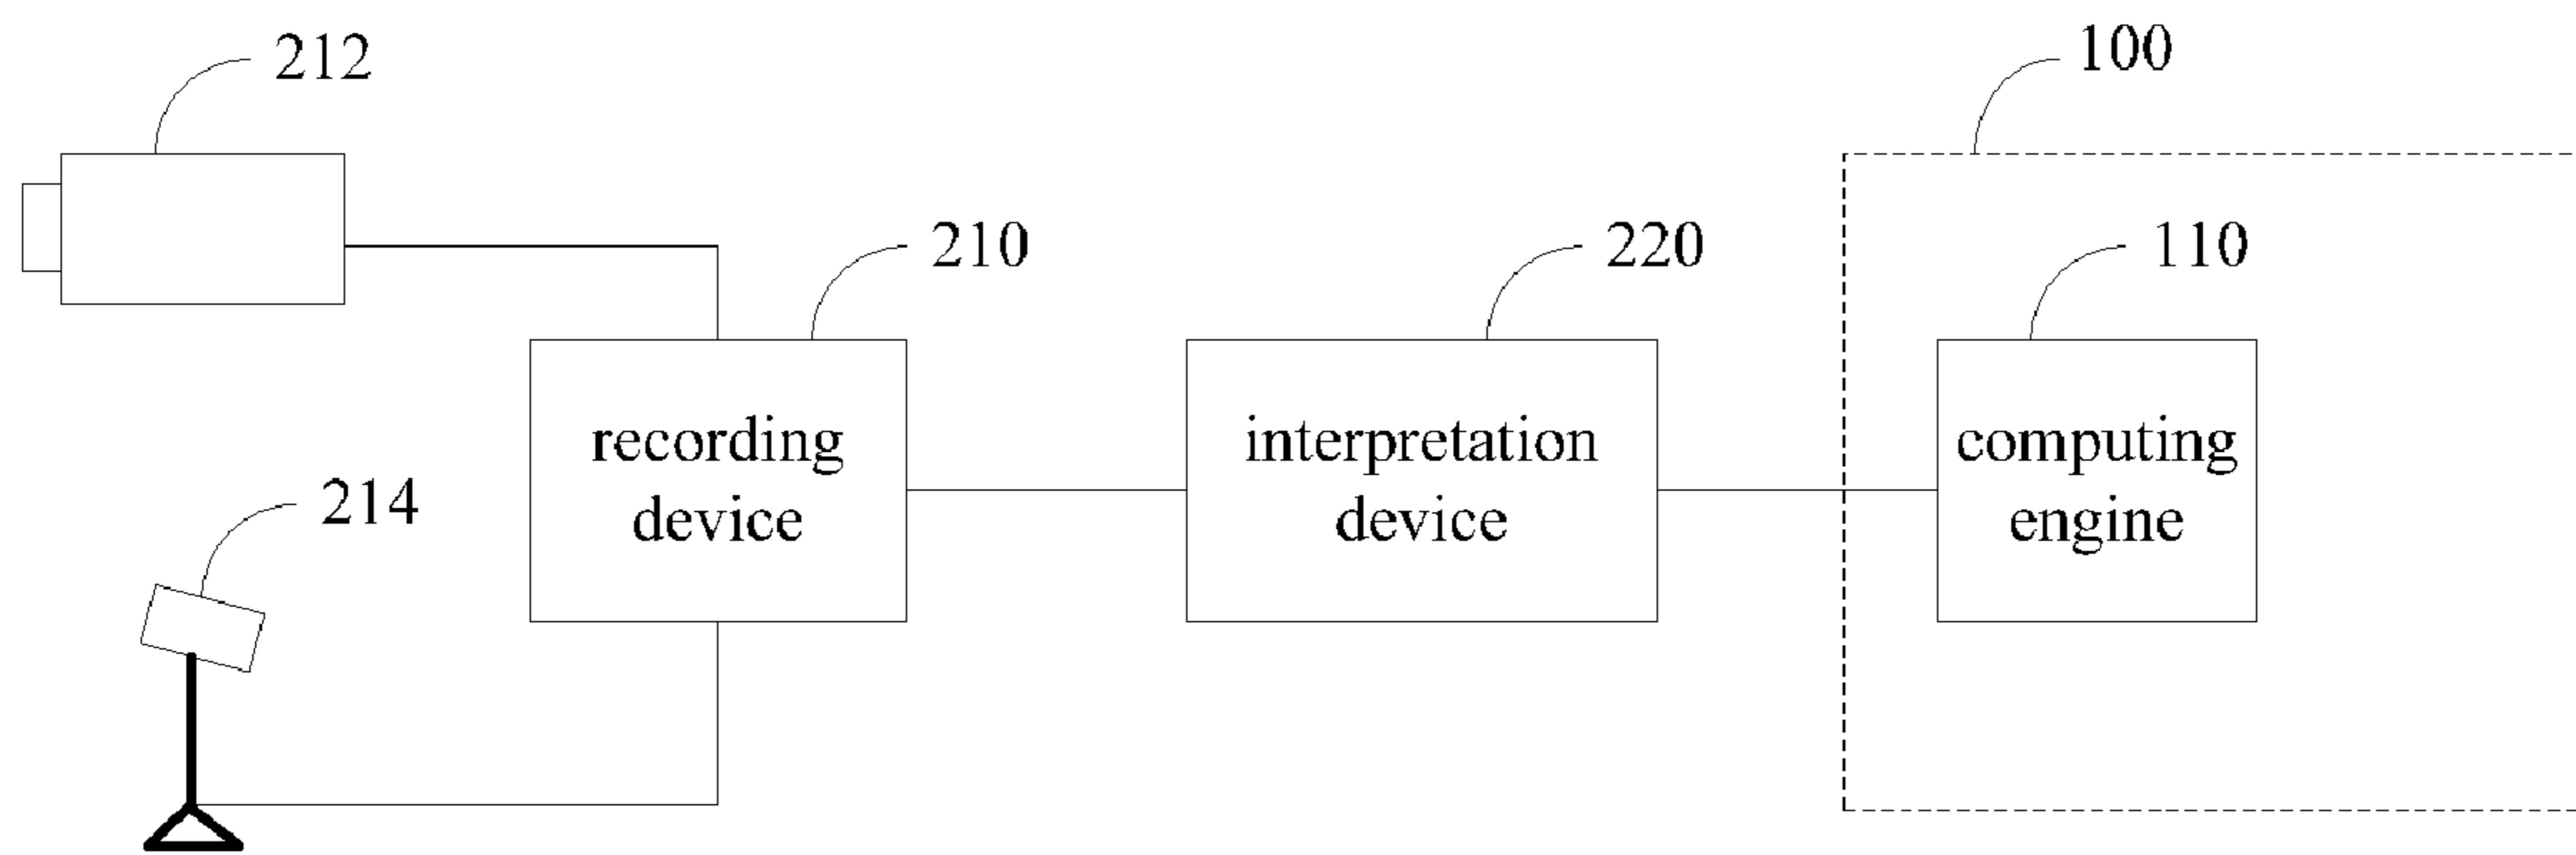 212
100
210
220
110
recording
device
interpretation
device
computing
engine
214